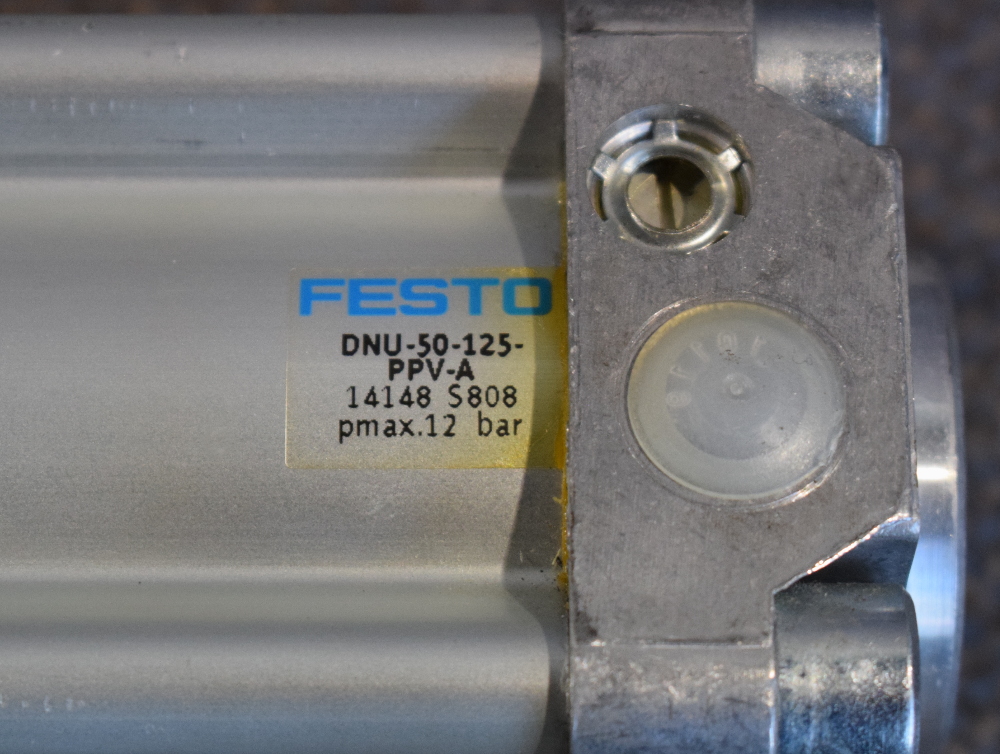 FESTO
DNU-50-125-
PPV-A
14148 S808
pmax.12 bar